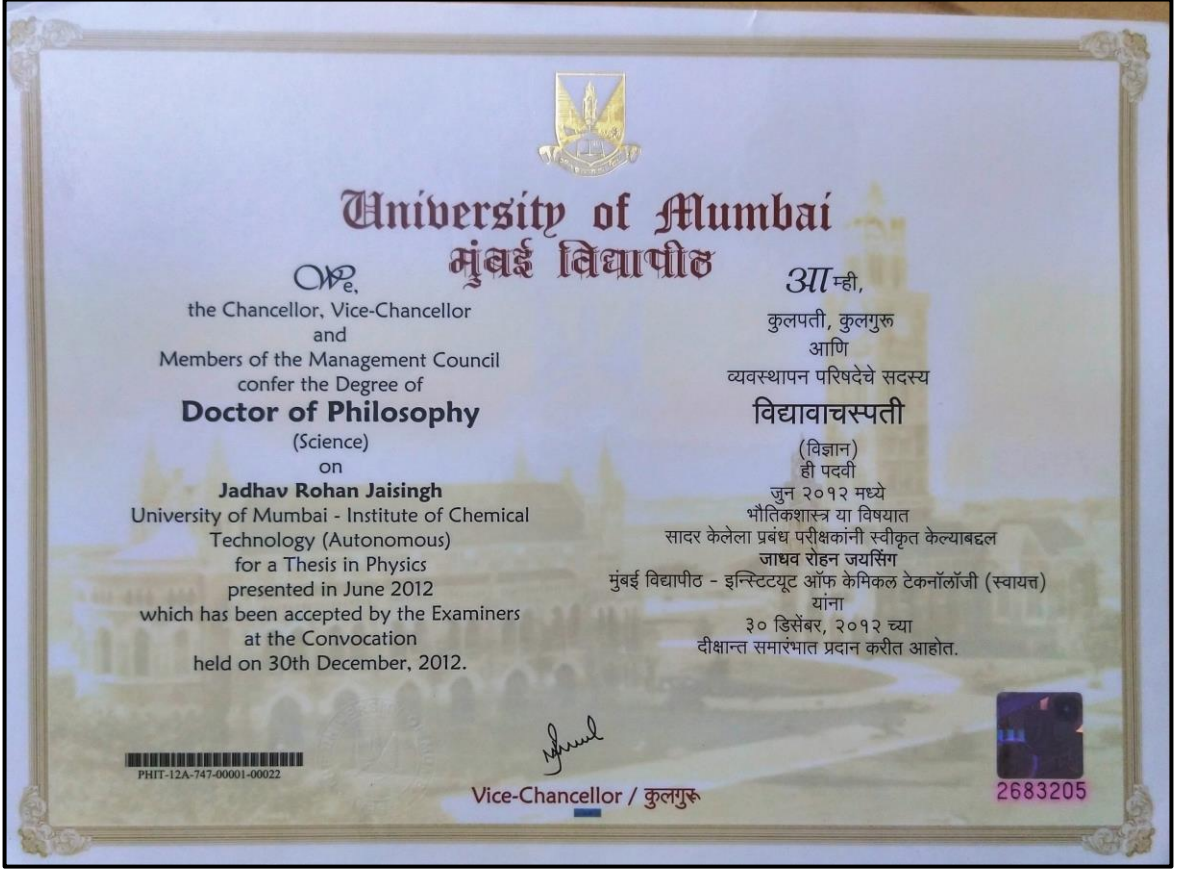 University of Mumbai
मुंबई विद्यापीठ
We,
the Chancellor, Vice-Chancellor
and
Members of the Management Council
confer the Degree of
Doctor of Philosophy
(Science)
on
Jadhav Rohan Jaisingh
University of Mumbai - Institute of Chemical
Technology (Autonomous)
for a Thesis in Physics
presented in June 2012
which has been accepted by the Examiners
at the Convocation
held on 30th December, 2012.
आम्ही,
कुलपती, कुलगुरू
आणि
व्यवस्थापन परिषदेचे सदस्य
विद्यावाचस्पती
(विज्ञान)
ही पदवी
जुन २०१२ मध्ये
भौतिकशास्त्र या विषयात
सादर केलेला प्रबंध परीक्षकांनी स्वीकृत केल्याबद्दल
जाधव रोहन जयसिंग
मुंबई विद्यापीठ - इन्स्टिटयूट ऑफ केमिकल टेकनॉलॉजी (स्वायत्त)
यांना
३० डिसेंबर, २०१२ च्या
दीक्षान्त समारंभात प्रदान करीत आहोत.
PHIT-12A-747-00001-00022
Vice-Chancellor / कुलगुरू
2683205